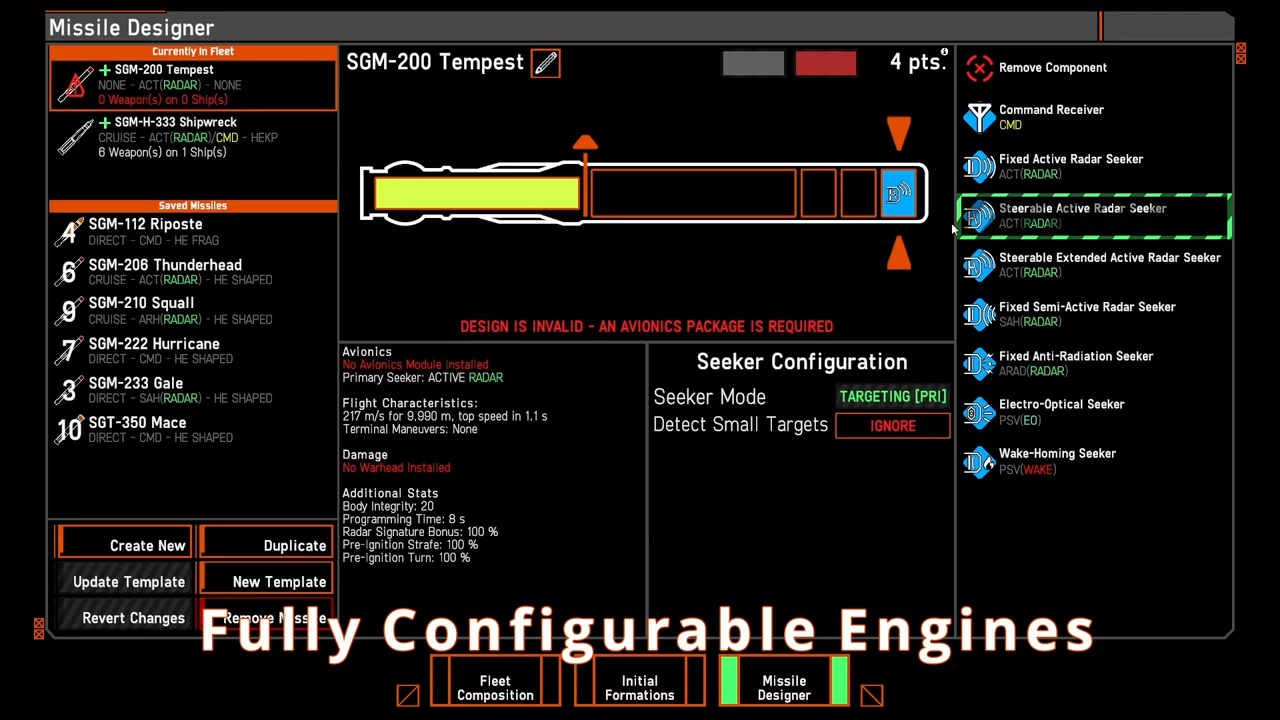 Missile Designer
Currently In Fleet
+ SGM-200 Tempest
NONE - ACT(RADAR) - NONE
0 Weapon(s) on 0 Ship(s)
+ SGM-H-333 Shipwreck
CRUISE - ACT(RADAR)/CMD - HEKP
6 Weapon(s) on 1 Ship(s)
Saved Missiles
4 SGM-112 Riposte
DIRECT - CMD - HE FRAG
6 SGM-206 Thunderhead
CRUISE - ACT(RADAR) - HE SHAPED
9 SGM-210 Squall
CRUISE - ARH(RADAR) - HE SHAPED
7 SGM-222 Hurricane
DIRECT - CMD - HE SHAPED
3 SGM-233 Gale
DIRECT - SAH(RADAR) - HE SHAPED
10 SGT-350 Mace
DIRECT - CMD - HE SHAPED
Create New
Duplicate
Update Template
New Template
Revert Changes
Remove Missile
SGM-200 Tempest
4 pts.
D
DESIGN IS INVALID - AN AVIONICS PACKAGE IS REQUIRED
Avionics
No Avionics Module Installed
Primary Seeker: ACTIVE RADAR
Flight Characteristics:
217 m/s for 9,990 m, top speed in 1.1 s
Terminal Maneuvers: None
Damage
No Warhead Installed
Additional Stats
Body Integrity: 20
Programming Time: 8 s
Radar Signature Bonus: 100 %
Pre-Ignition Strafe: 100 %
Pre-Ignition Turn: 100 %
Seeker Configuration
Seeker Mode
TARGETING [PRI]
Detect Small Targets
IGNORE
Remove Component
Command Receiver
CMD
Fixed Active Radar Seeker
ACT(RADAR)
Steerable Active Radar Seeker
ACT(RADAR)
Steerable Extended Active Radar Seeker
ACT(RADAR)
Fixed Semi-Active Radar Seeker
SAH(RADAR)
Fixed Anti-Radiation Seeker
ARAD(RADAR)
Electro-Optical Seeker
PSV(EO)
Wake-Homing Seeker
PSV(WAKE)
Fully Configurable Engines
Fleet Composition
Initial Formations
Missile Designer